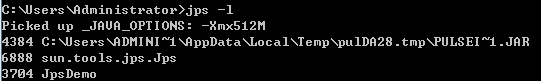 C:\Users\Administrator>jps -l
Picked up _JAVA_OPTIONS: -Xmx512M
4384 C:\Users\ADMINI~1\AppData\Local\Temp\pulDA28.tmp\PULSEI~1.JAR
6888 sun.tools.jps.Jps
3704 JpsDemo